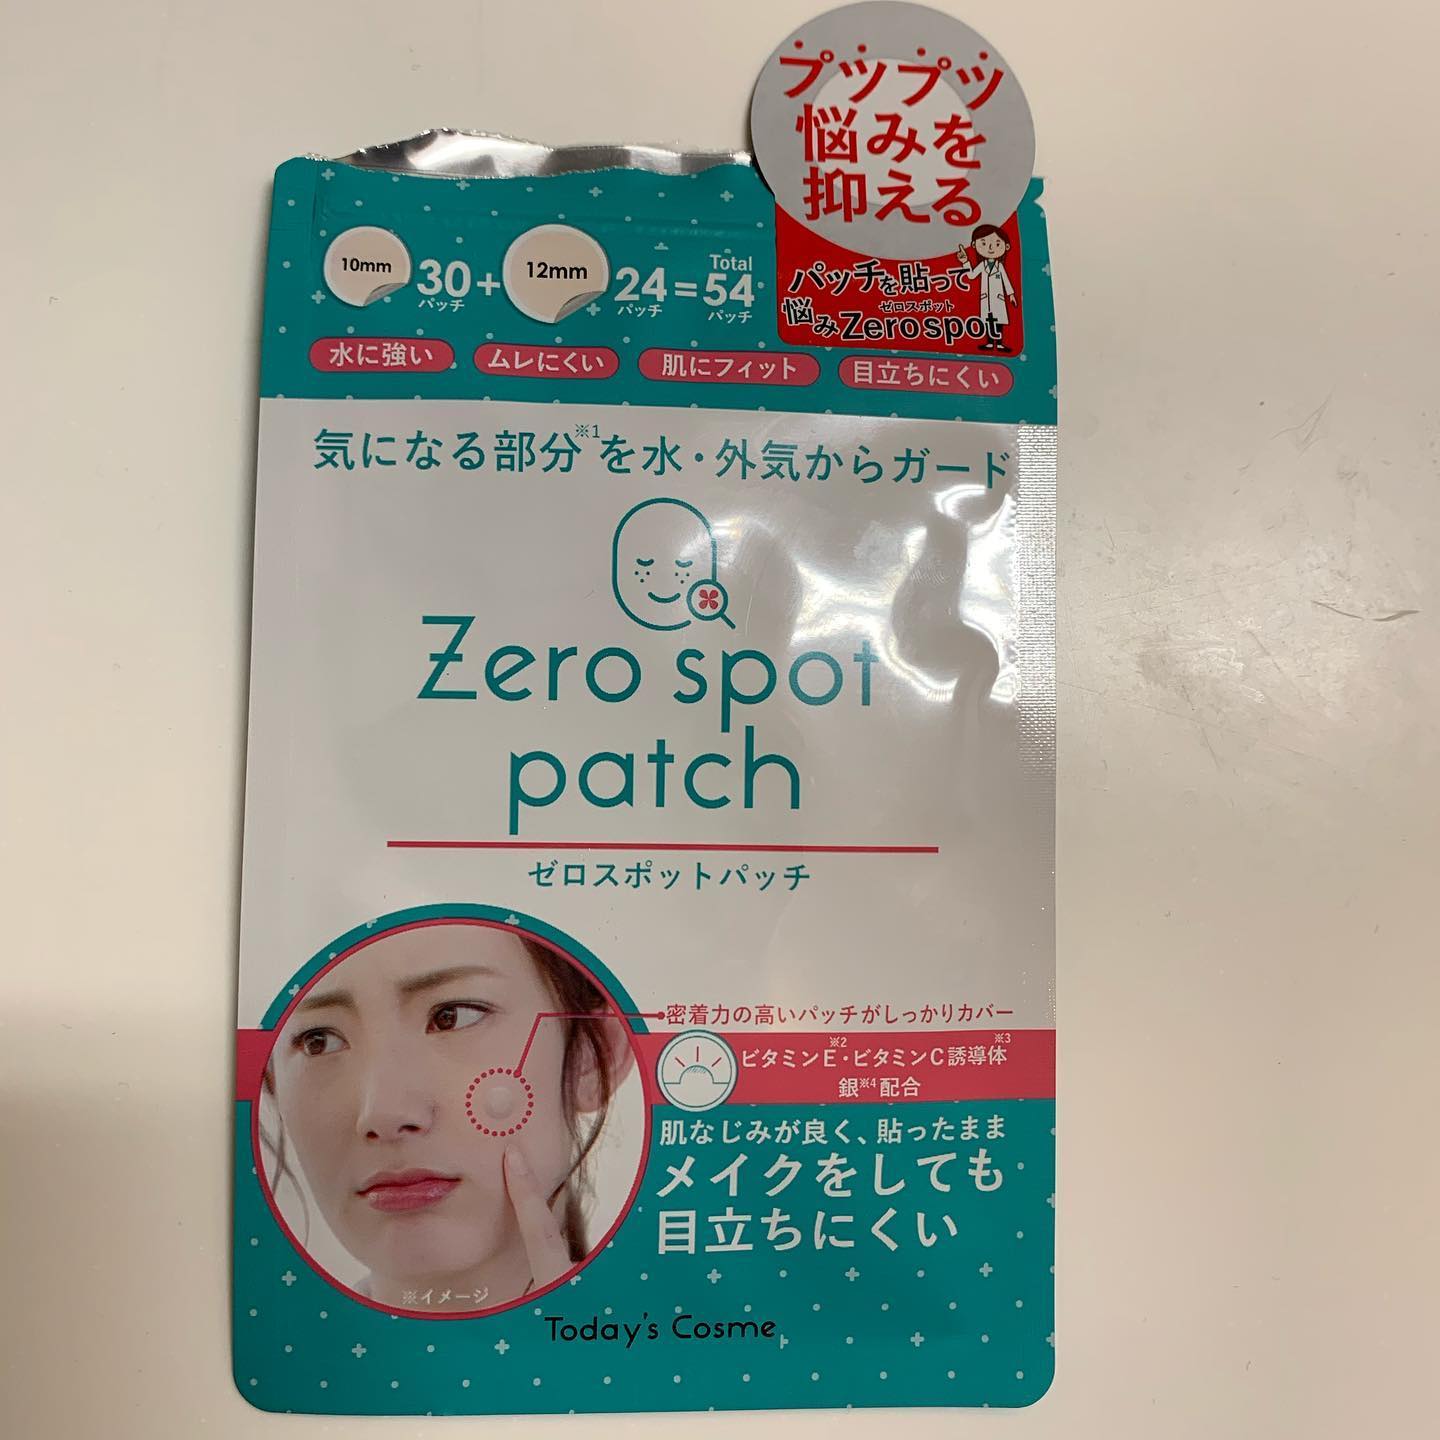 プツプツ
悩みを
抑える
パッチを貼って
ゼロスポット
悩みZero spot
10mm 30 + 12mm 24 = Total 54
パッチ パッチ パッチ
水に強い ムレにくい 肌にフィット 目立ちにくい
気になる部分※1を水・外気からガード
Zero spot
patch
ゼロスポットパッチ
密着力の高いパッチがしっかりカバー
ビタミンE※2・ビタミンC誘導体※3
銀※4配合
肌なじみが良く、貼ったまま
メイクをしても
目立ちにくい
※イメージ
Today's Cosme